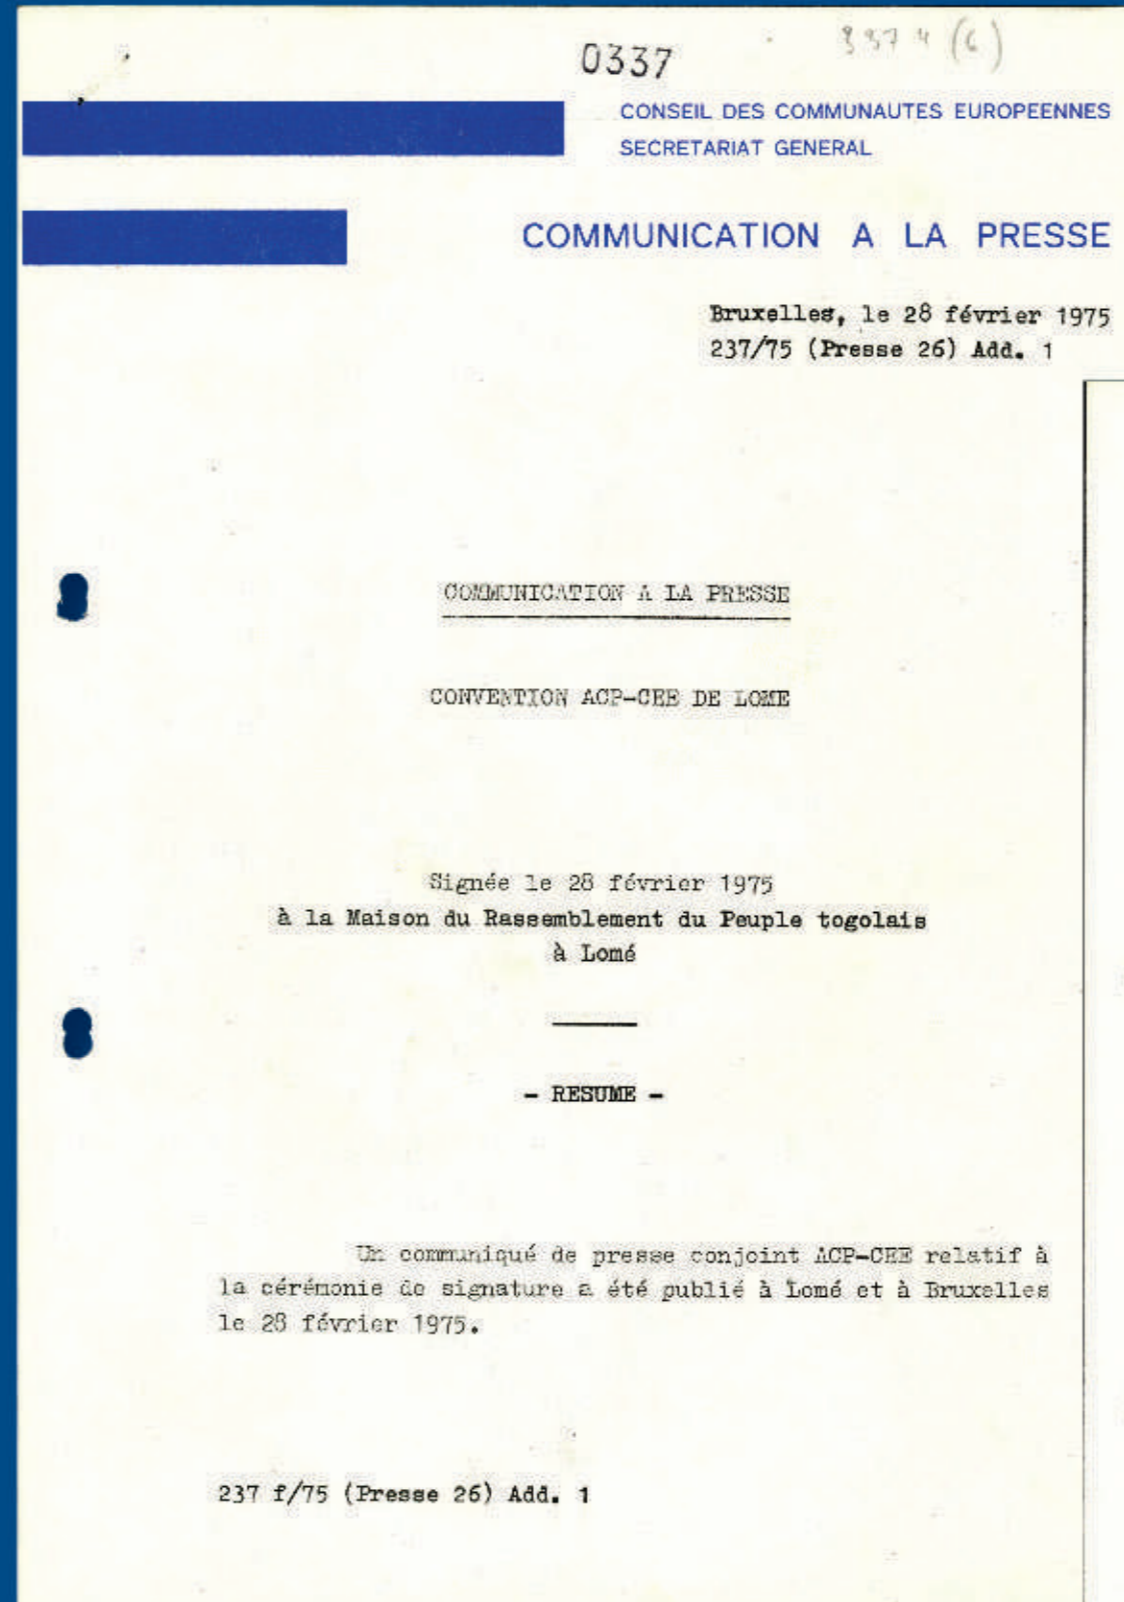 0337
CONSEIL DES COMMUNAUTES EUROPEENNES
SECRETARIAT GENERAL
COMMUNICATION A LA PRESSE
Bruxelles, le 28 février 1975
237/75 (Presse 26) Add. 1
COMMUNICATION A LA PRESSE
CONVENTION ACP-CEE DE LOME
Signée le 28 février 1975
à la Maison du Rassemblement du Peuple togolais
à Lomé
- RESUME -
Un communiqué de presse conjoint ACP-CEE relatif à
la cérémonie de signature a été publié à Lomé et à Bruxelles
le 28 février 1975.
237 f/75 (Presse 26) Add. 1